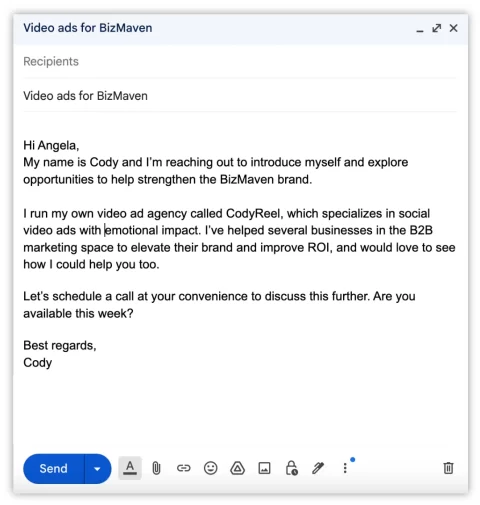 Video ads for BizMaven
Recipients
Video ads for BizMaven
Hi Angela,
My name is Cody and I’m reaching out to introduce myself and explore
opportunities to help strengthen the BizMaven brand.
I run my own video ad agency called CodyReel, which specializes in social
video ads with emotional impact. I’ve helped several businesses in the B2B
marketing space to elevate their brand and improve ROI, and would love to see
how I could help you too.
Let’s schedule a call at your convenience to discuss this further. Are you
available this week?
Best regards,
Cody
Send